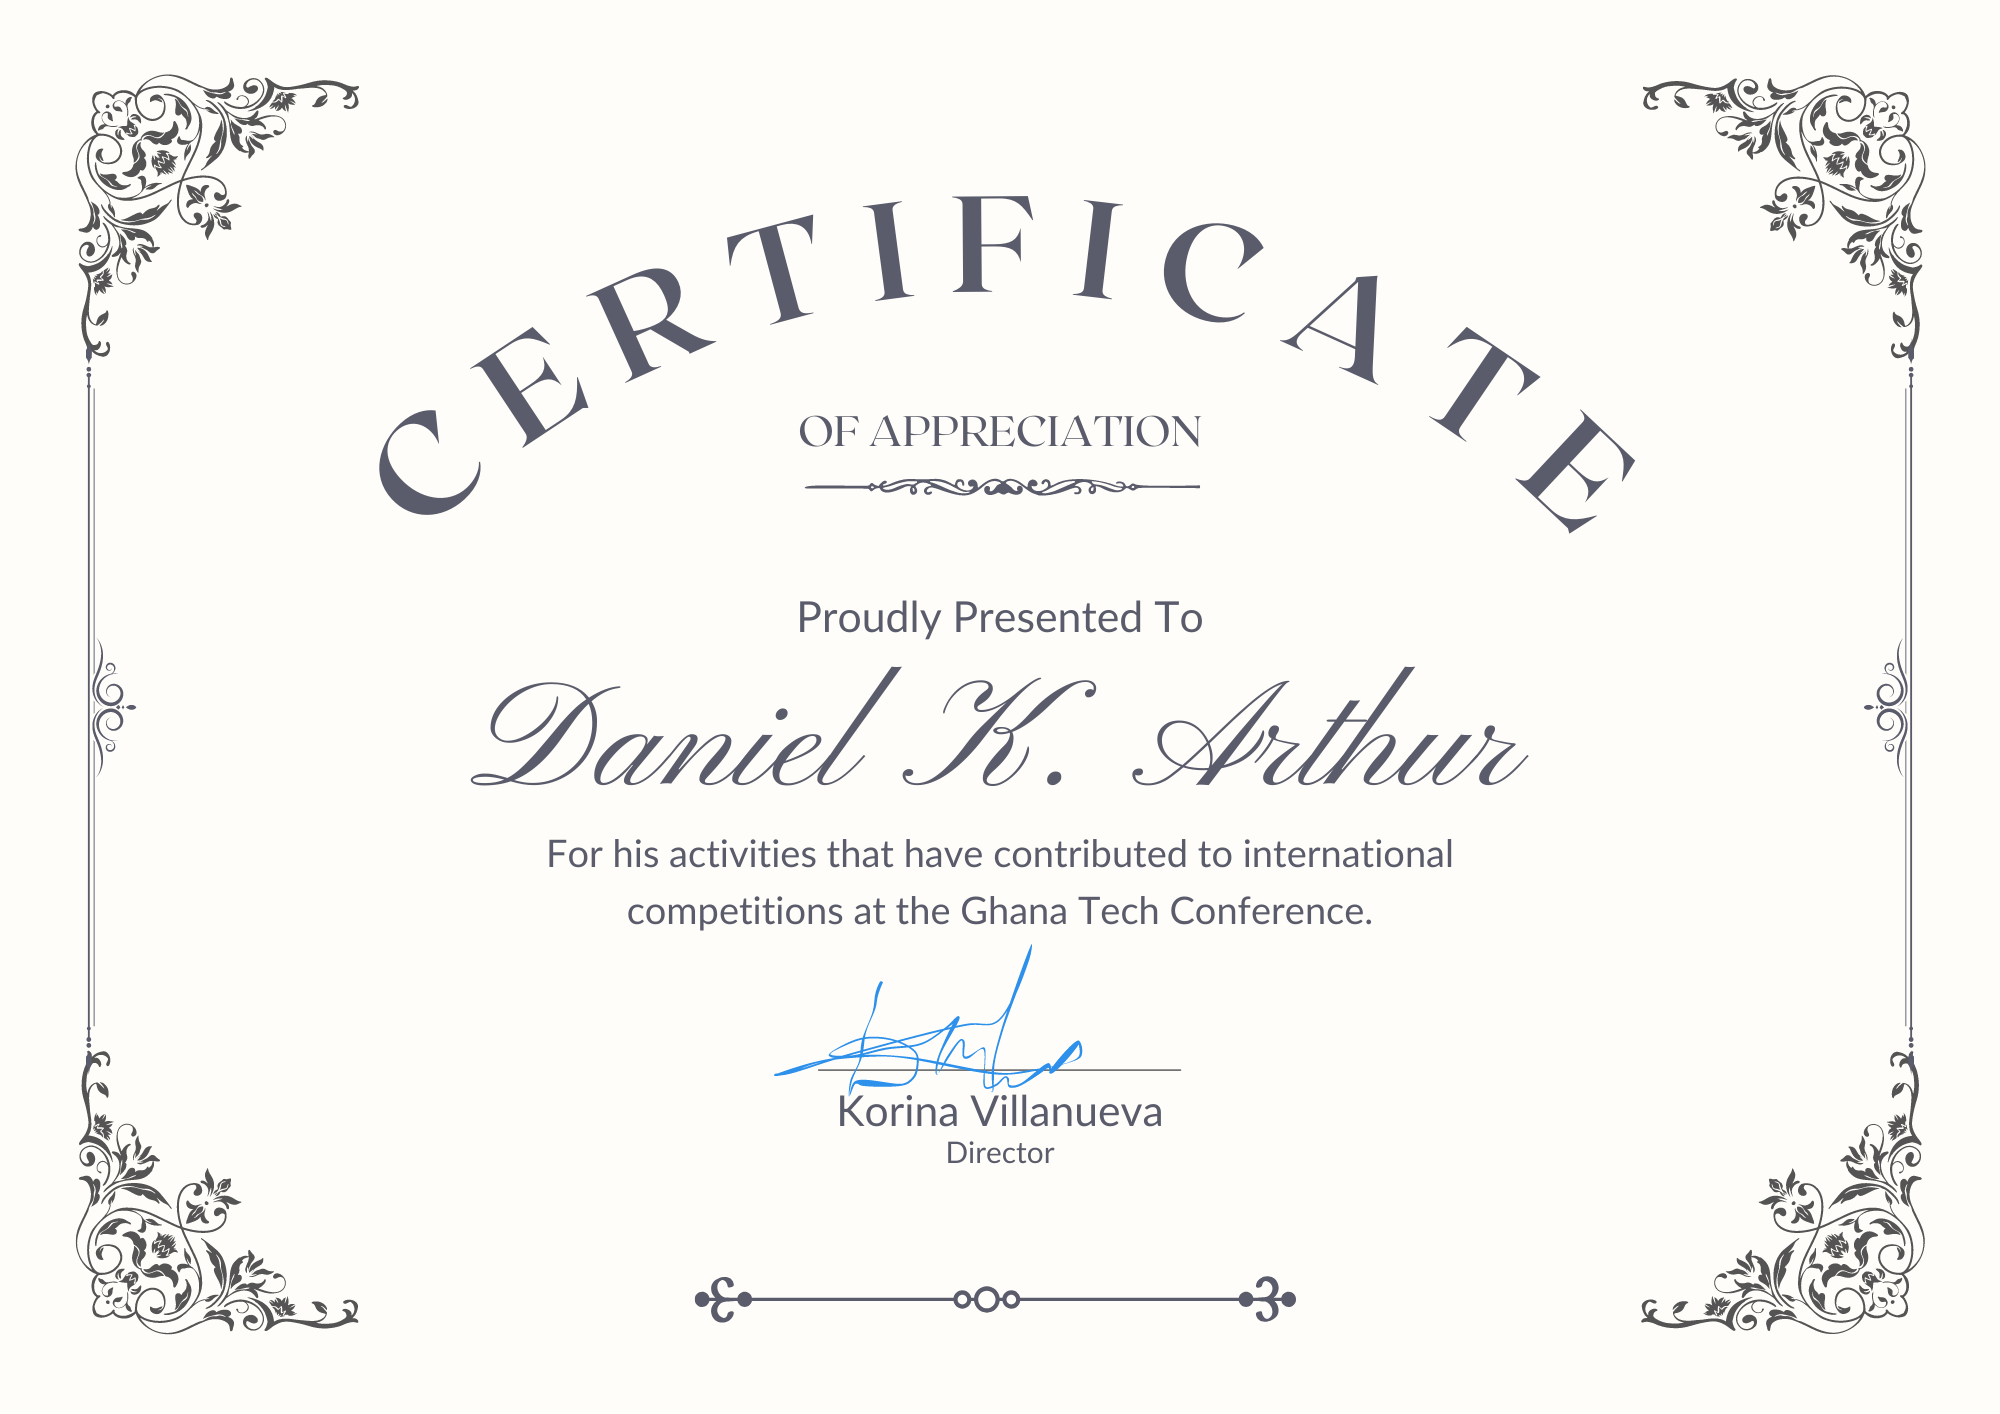 CERTIFICATE
OF APPRECIATION
Proudly Presented To
Daniel K. Arthur
For his activities that have contributed to international
competitions at the Ghana Tech Conference.
Korina Villanueva
Director